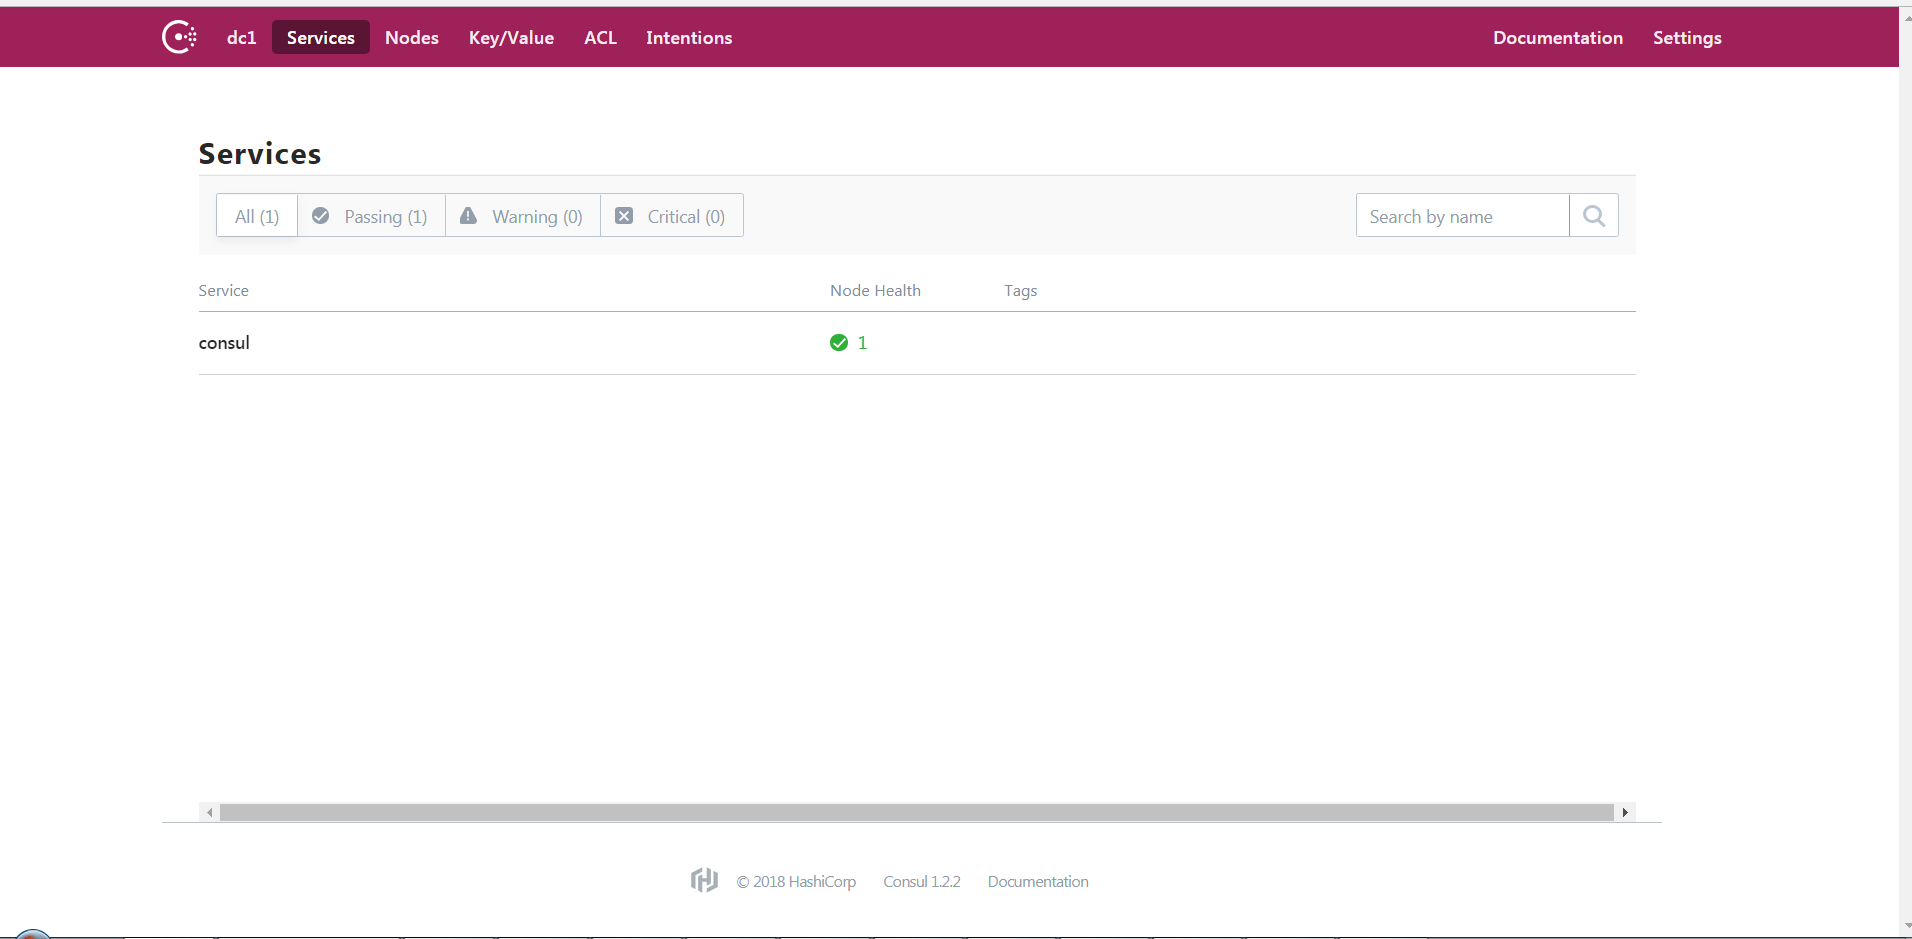 dc1 Services Nodes Key/Value ACL Intentions Documentation Settings
Services
All (1) Passing (1) Warning (0) Critical (0) Search by name
Service Node Health Tags
consul 1
© 2018 HashiCorp Consul 1.2.2 Documentation